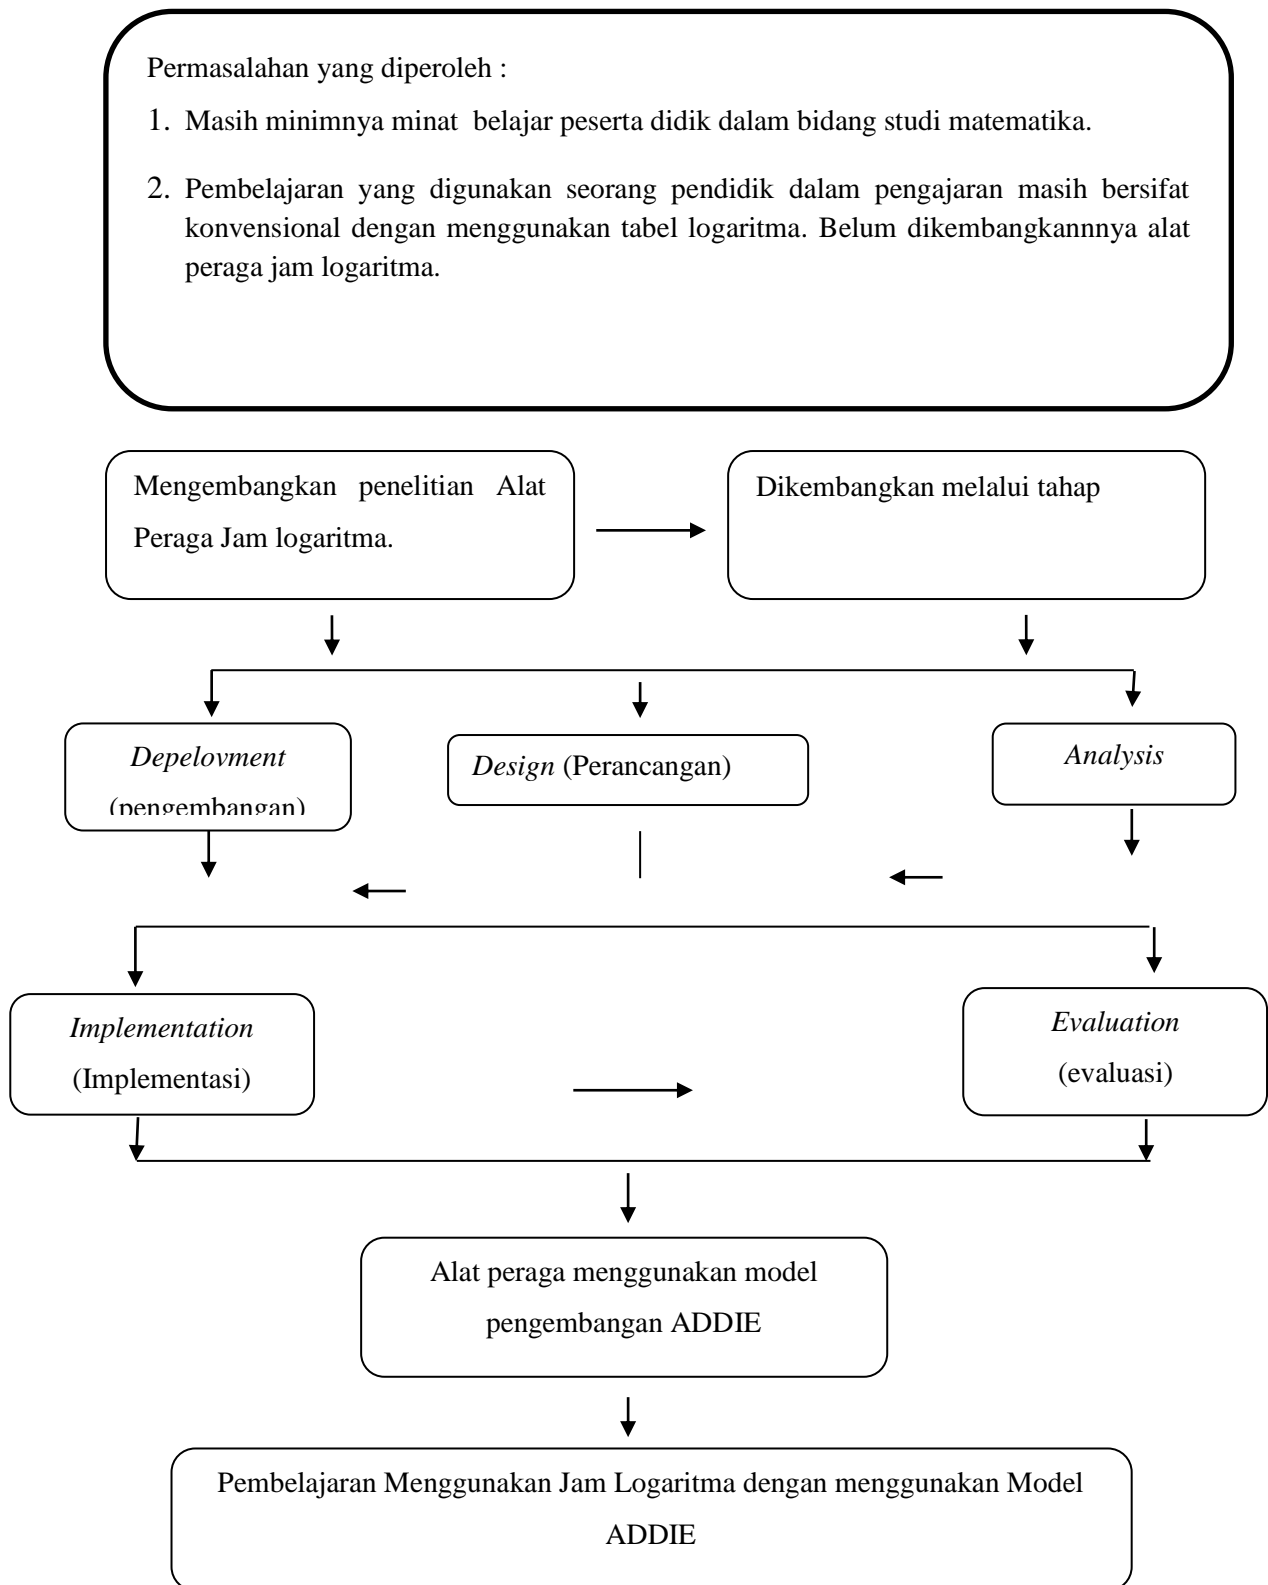 Permasalahan yang diperoleh :
1. Masih minimnya minat belajar peserta didik dalam bidang studi matematika.
2. Pembelajaran yang digunakan seorang pendidik dalam pengajaran masih bersifat
konvensional dengan menggunakan tabel logaritma. Belum dikembangkannnya alat
peraga jam logaritma.
Mengembangkan penelitian Alat
Peraga Jam logaritma.
Dikembangkan melalui tahap
Depelovment
(pengembangan)
Design (Perancangan)
Analysis
Implementation
(Implementasi)
Evaluation
(evaluasi)
Alat peraga menggunakan model
pengembangan ADDIE
Pembelajaran Menggunakan Jam Logaritma dengan menggunakan Model
ADDIE